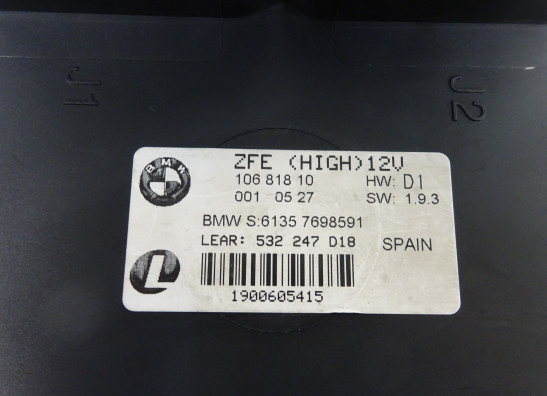 J1
J2
BMW
ZFE (HIGH)12V
106 818 10 HW: D1
001 05 27 SW: 1.9.3
BMW S:6135 7698591
LEAR: 532 247 D18 SPAIN
L
1900605415